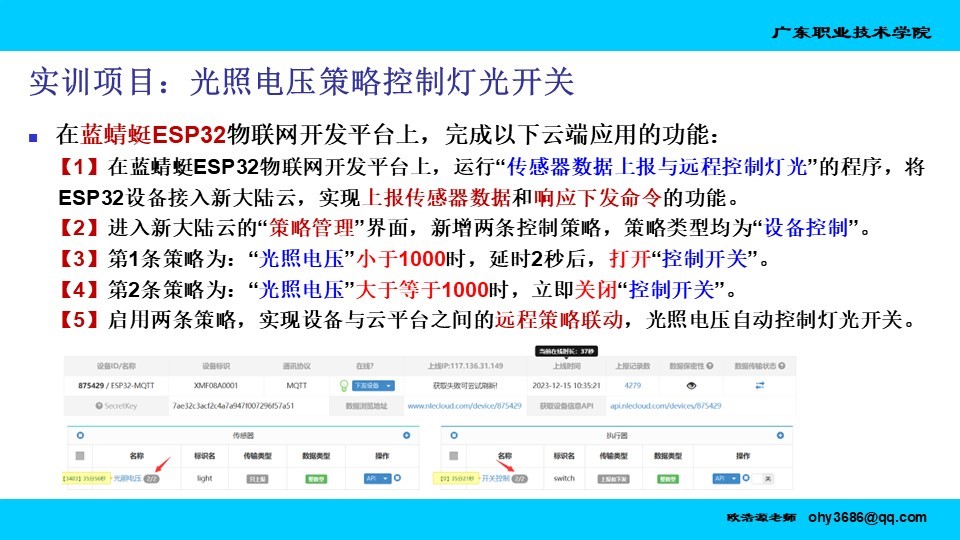 广东职业技术学院
实训项目：光照电压策略控制灯光开关
在蓝蜻蜓ESP32物联网开发平台上，完成以下云端应用的功能：
【1】在蓝蜻蜓ESP32物联网开发平台上，运行“传感器数据上报与远程控制灯光”的程序，将
ESP32设备接入新大陆云，实现上报传感器数据和响应下发命令的功能。
【2】进入新大陆云的“策略管理”界面，新增两条控制策略，策略类型均为“设备控制”。
【3】第1条策略为：“光照电压”小于1000时，延时2秒后，打开“控制开关”。
【4】第2条策略为：“光照电压”大于等于1000时，立即关闭“控制开关”。
【5】启用两条策略，实现设备与云平台之间的远程策略联动，光照电压自动控制灯光开关。
当前在线时长：37秒
设备ID/名称 设备标识 通讯协议 在线? 上线IP:117.136.31.149 上线时间 上报记录数 数据保密性 数据传输状态
875429 / ESP32-MQTT XMF08A0001 MQTT 下发设备 获取失败可尝试刷新! 2023-12-15 10:35:21 4279
SecretKey 7ae32c3acf2c4a7a947f007296f57a51 数据浏览地址 www.nlecloud.com/device/875429 获取设备信息API api.nlecloud.com/devices/875429
传感器 执行器
名称 标识名 传输类型 数据类型 操作 名称 标识名 传输类型 数据类型 操作
[3403] 35分50秒 光照电压 2/2 light 只上报 整数型 API 开关控制 2/2 switch 上报和下发 整数型 API 关
欧浩源老师 ohy3686@qq.com